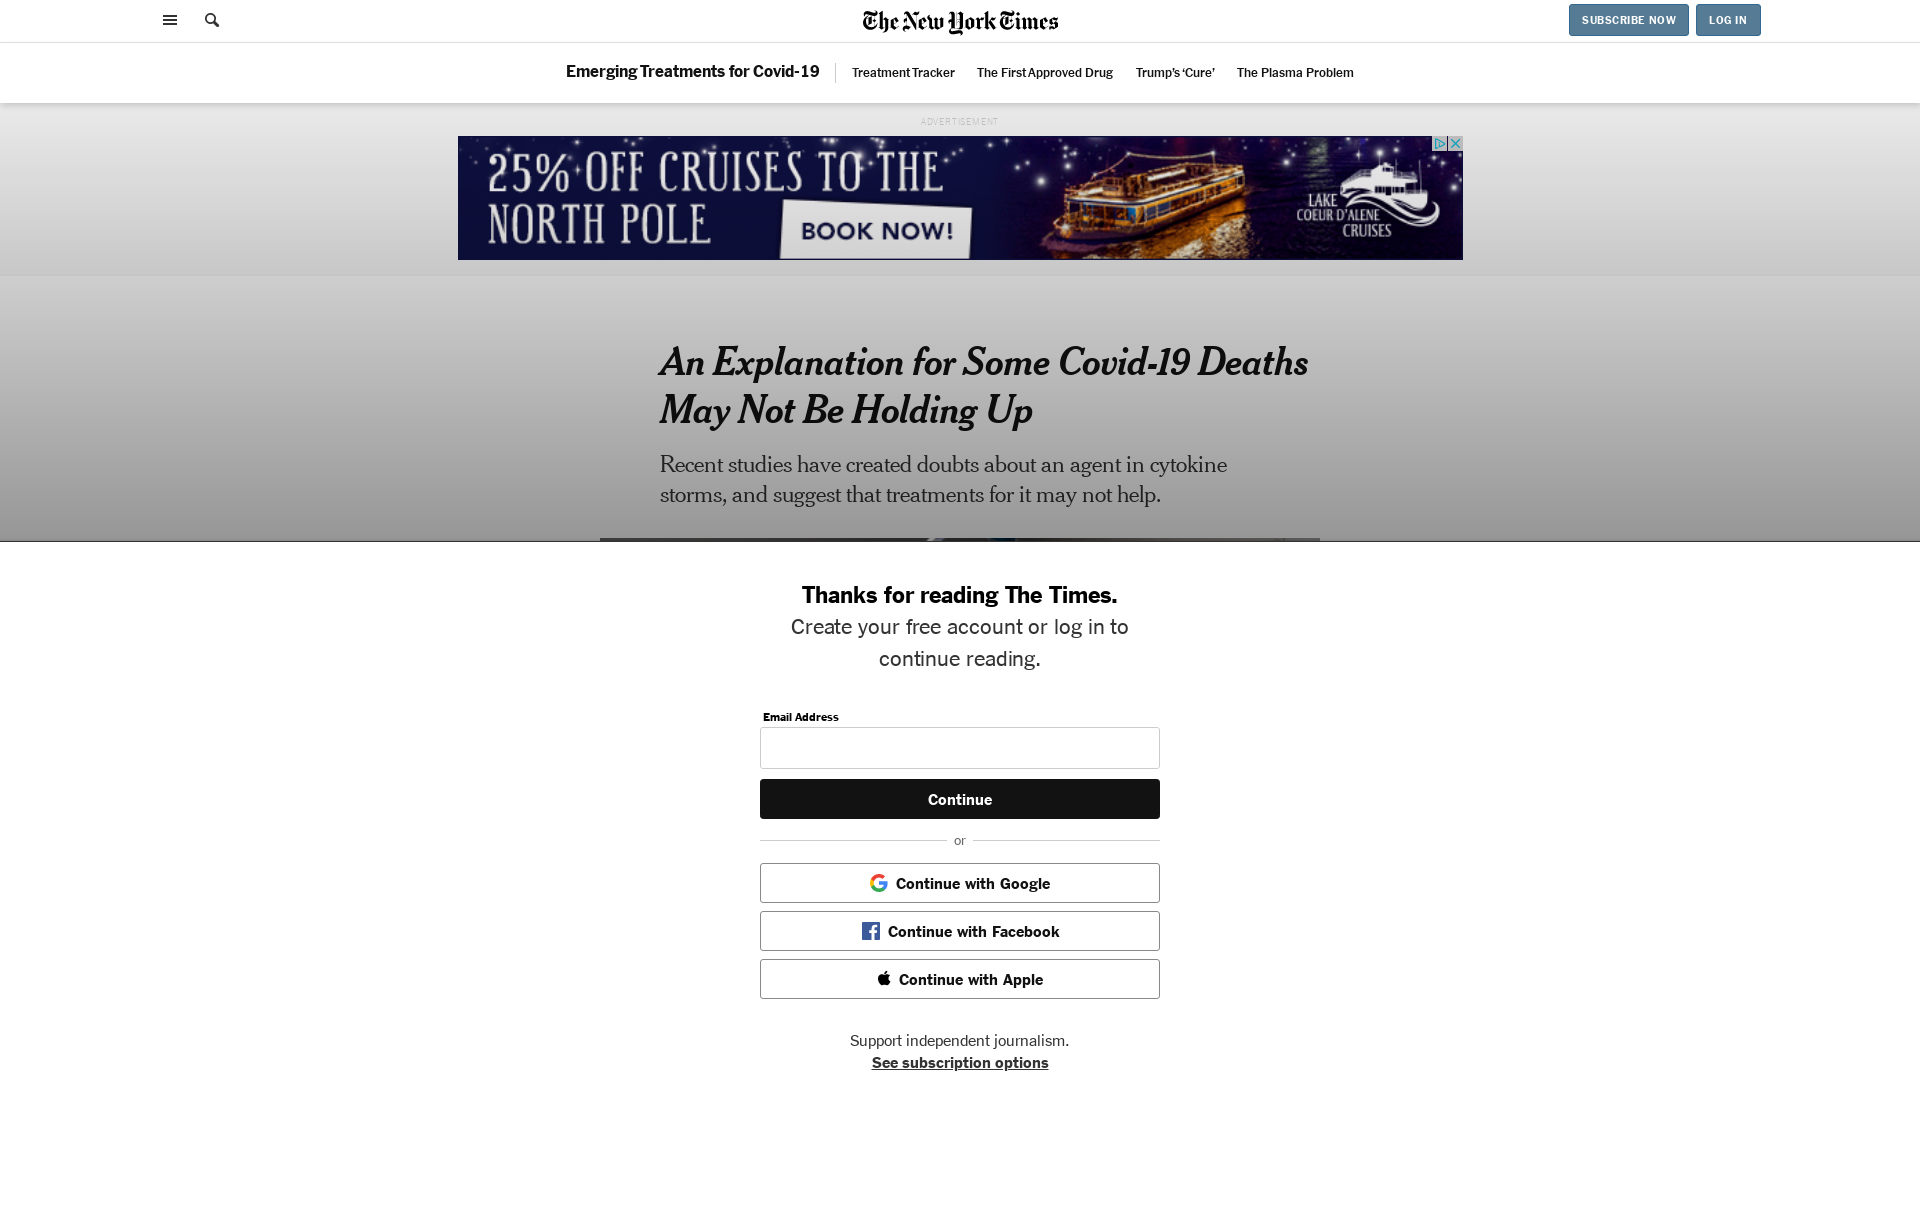 The New York Times
SUBSCRIBE NOW
LOG IN
Emerging Treatments for Covid-19
Treatment Tracker
The First Approved Drug
Trump’s ‘Cure’
The Plasma Problem
ADVERTISEMENT
25% OFF CRUISES TO THE
NORTH POLE
BOOK NOW!
LAKE
COEUR D'ALENE
CRUISES
An Explanation for Some Covid-19 Deaths
May Not Be Holding Up
Recent studies have created doubts about an agent in cytokine
storms, and suggest that treatments for it may not help.
Thanks for reading The Times.
Create your free account or log in to
continue reading.
Email Address
Continue
or
Continue with Google
Continue with Facebook
Continue with Apple
Support independent journalism.
See subscription options